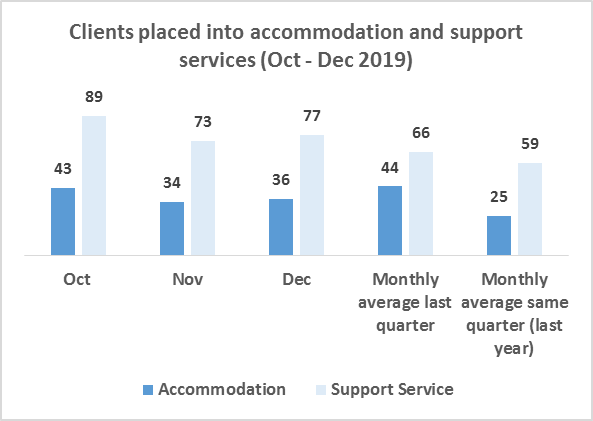 Clients placed into accommodation and support
services (Oct - Dec 2019)
89
77
73
66
59
43
44
34
36
25
Oct
Nov
Dec
Monthly
average last
quarter
Monthly
average same
quarter (last
year)
Accommodation
Support Service